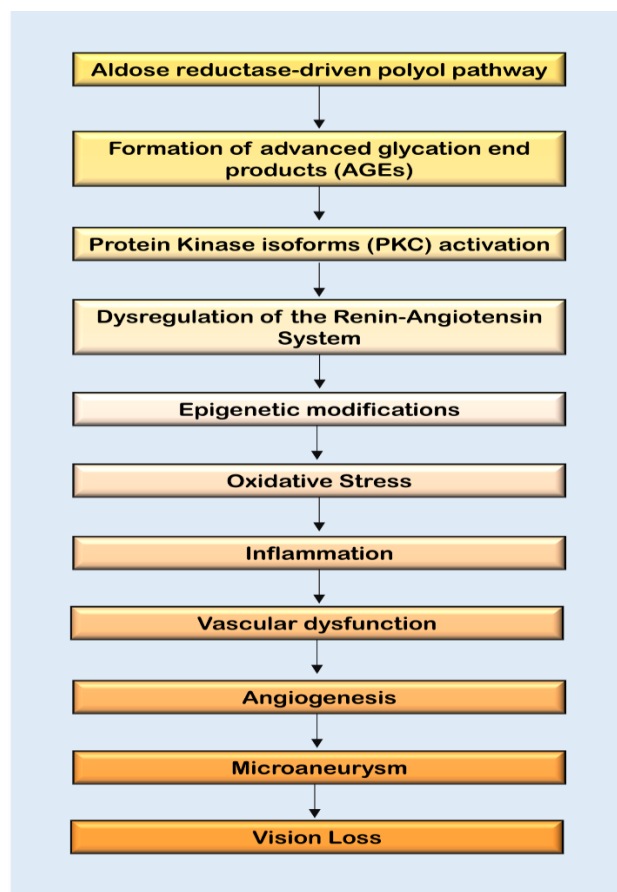 Aldose reductase-driven polyol pathway
Formation of advanced glycation end
products (AGEs)
Protein Kinase isoforms (PKC) activation
Dysregulation of the Renin-Angiotensin
System
Epigenetic modifications
Oxidative Stress
Inflammation
Vascular dysfunction
Angiogenesis
Microaneurysm
Vision Loss